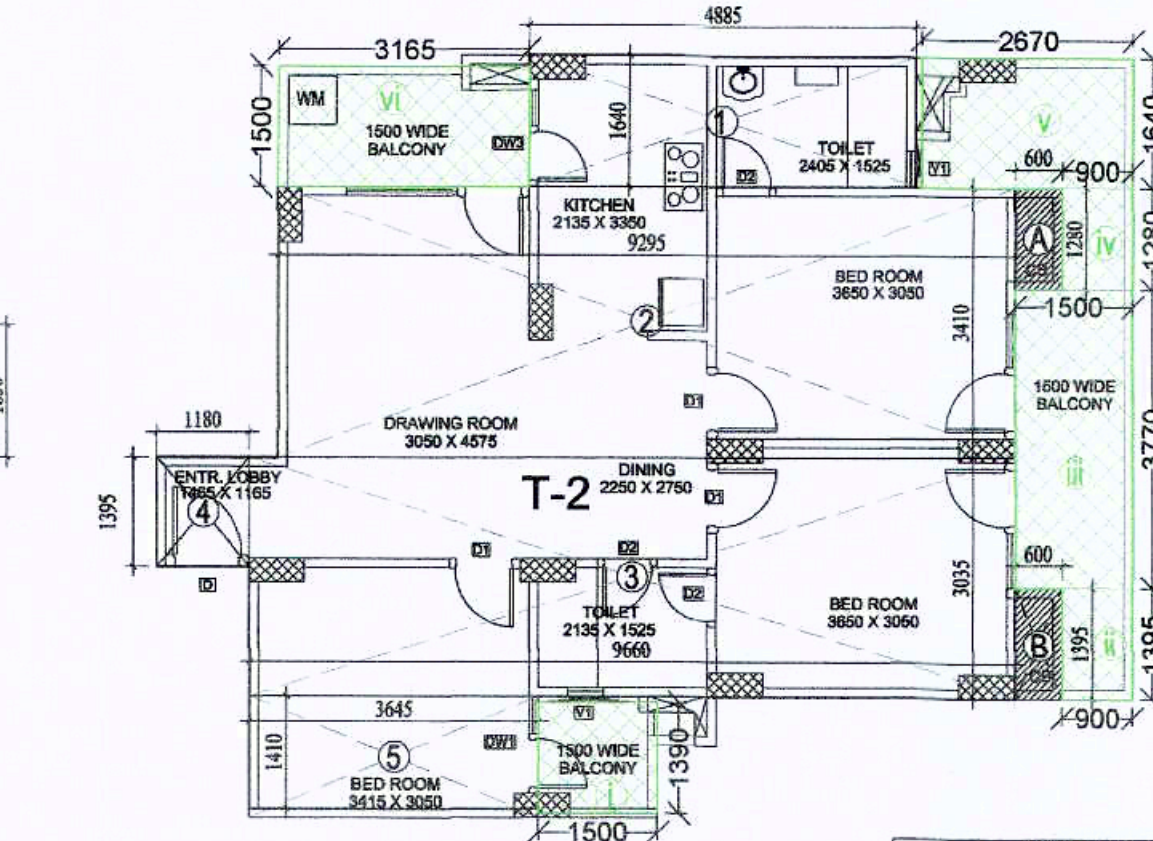 4885
3165
2670
1500
WM
vi
1500 WIDE
BALCONY
DW3
1640
1
TOILET
2405 X 1525
D2
V1
v
600
900
1640
KITCHEN
2135 X 3350
9295
A
CB
1280
iv
1280
BED ROOM
3650 X 3050
3410
1500
2
1500 WIDE
BALCONY
D1
DRAWING ROOM
3050 X 4575
1180
ENTR. LOBBY
1465 X 1165
4
1395
D
T-2
DINING
2250 X 2750
D1
iii
3770
D1
D2
3
D2
TOILET
2135 X 1525
9660
BED ROOM
3650 X 3050
3035
600
B
CB
1395
ii
1395
900
3645
1410
5
BED ROOM
3415 X 3050
DW1
V1
1500 WIDE
BALCONY
i
1390
1500